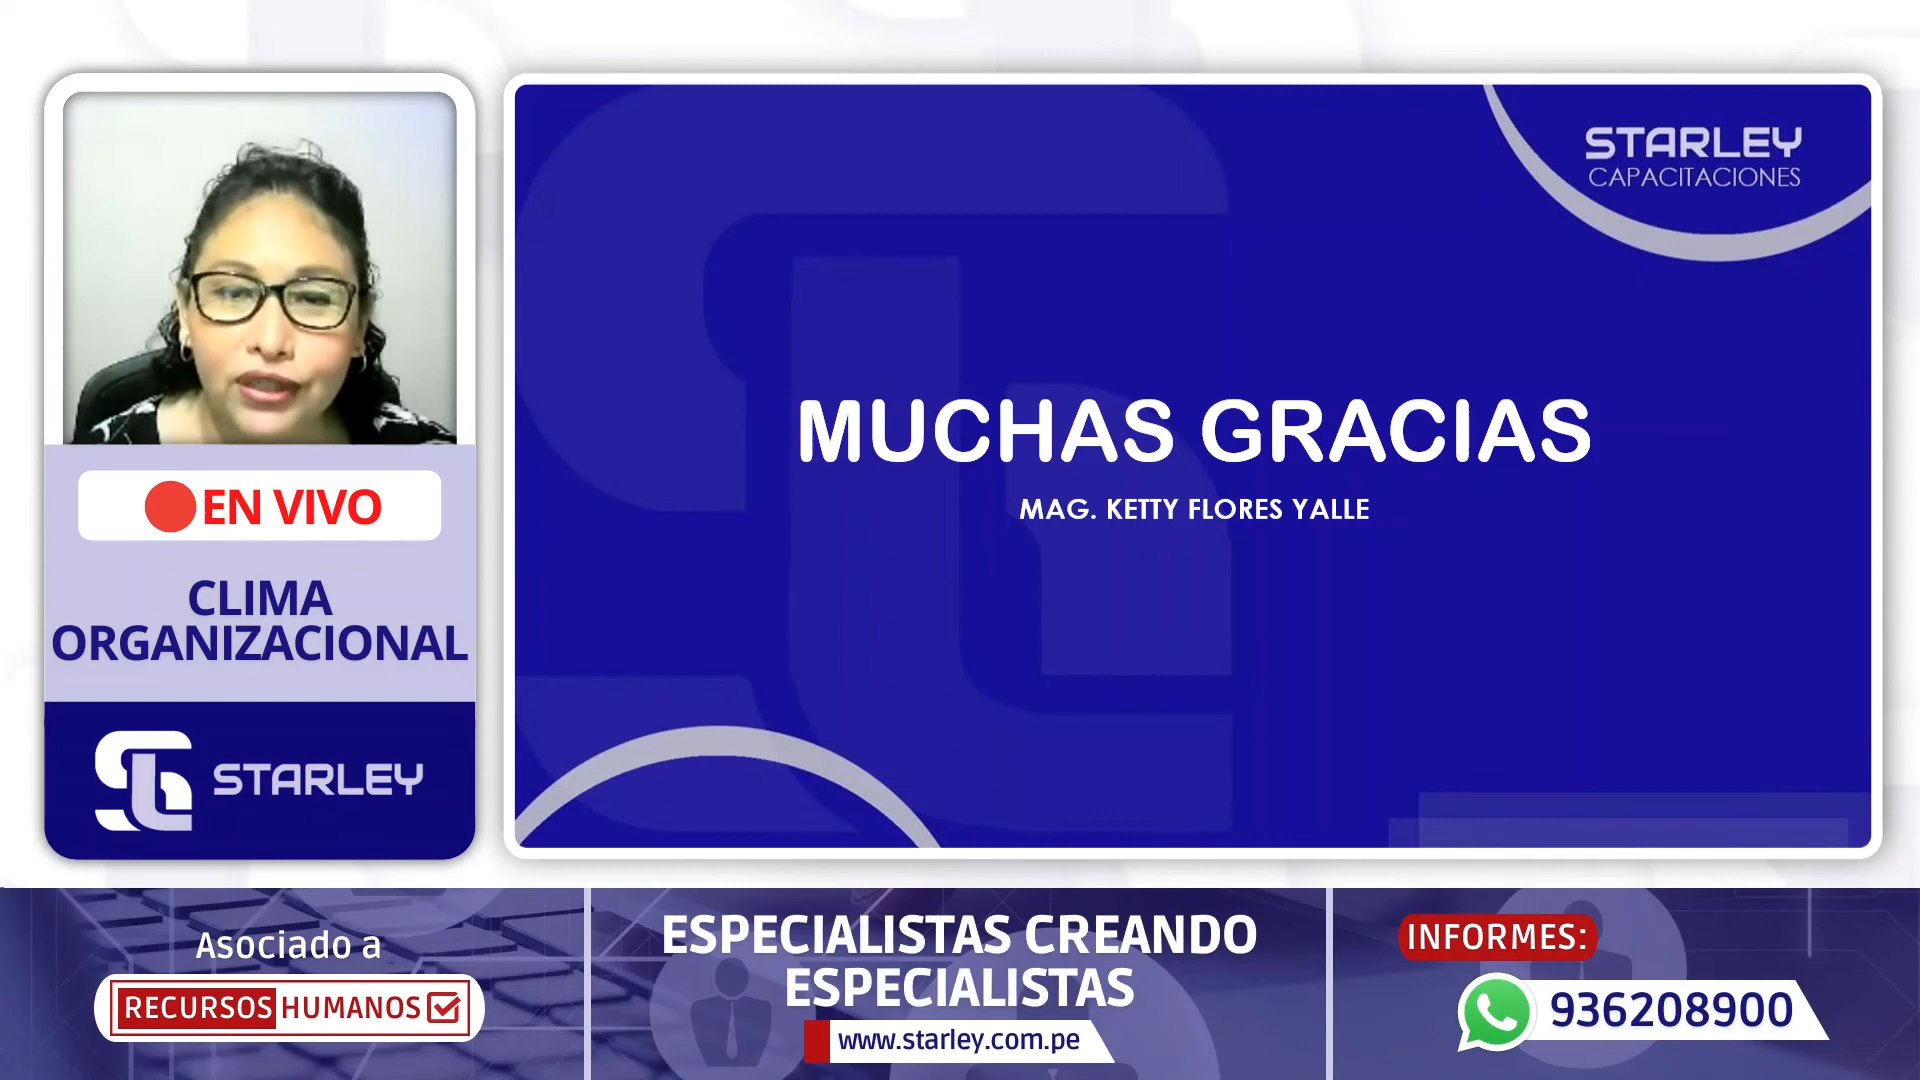 STARLEY
CAPACITACIONES
MUCHAS GRACIAS
MAG. KETTY FLORES YALLE
EN VIVO
CLIMA
ORGANIZACIONAL
STARLEY
Asociado a
RECURSOS HUMANOS
ESPECIALISTAS CREANDO
ESPECIALISTAS
www.starley.com.pe
INFORMES:
936208900